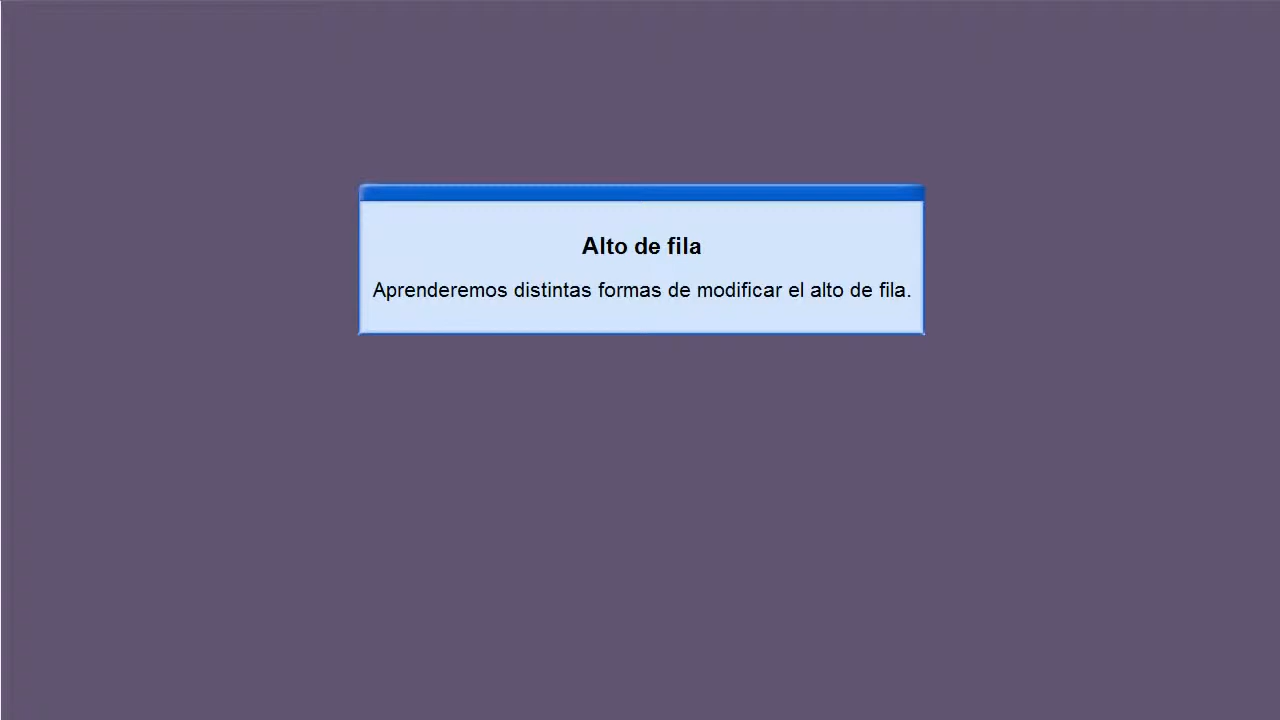 Alto de fila
Aprenderemos distintas formas de modificar el alto de fila.